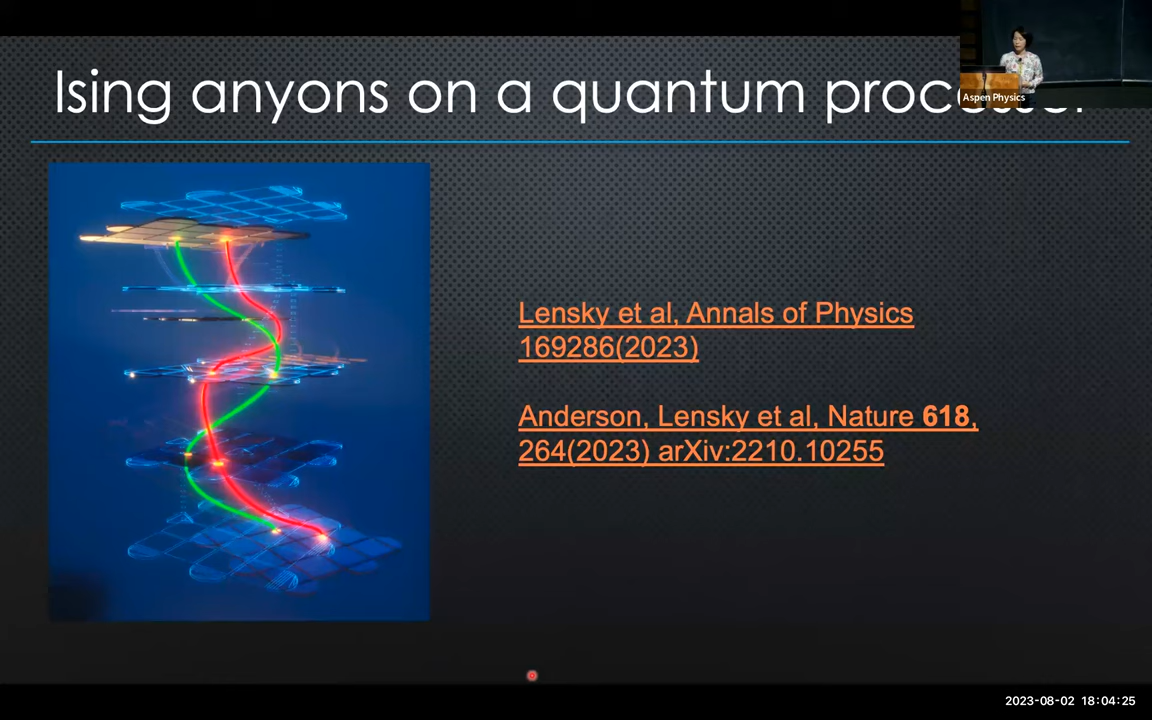 Ising anyons on a quantum
Aspen Physics
Lensky et al, Annals of Physics
169286(2023)
Anderson, Lensky et al, Nature 618,
264(2023) arXiv:2210.10255
2023-08-02 18:04:25